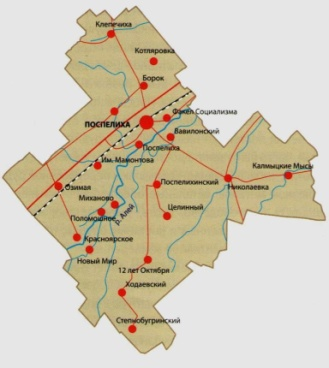 Клепечиха
Котляровка
Борок
Факел Социализма
ПОСПЕЛИХА
Вавилонский
Поспелиха
Им. Мамонтова
Калмыцкие Мысы
Поспелихинский
Озимая
Николаевка
Миханово
Целинный
Поломошное
р. Алей
Красноярское
Новый Мир
12 лет Октября
Ходаевский
Степнобугринский